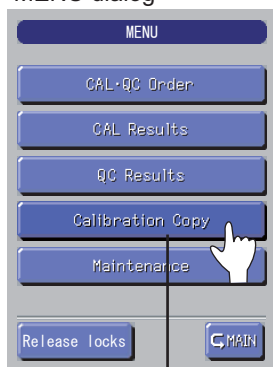 MENU dialog
MENU
CAL·QC Order
CAL Results
QC Results
Calibration Copy
Maintenance
Release locks
MAIN